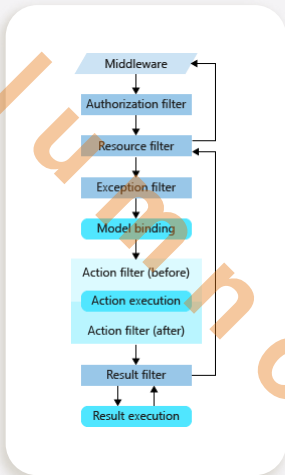 Middleware
Authorization filter
Resource filter
Exception filter
Model binding
Action filter (before)
Action execution
Action filter (after)
Result filter
Result execution